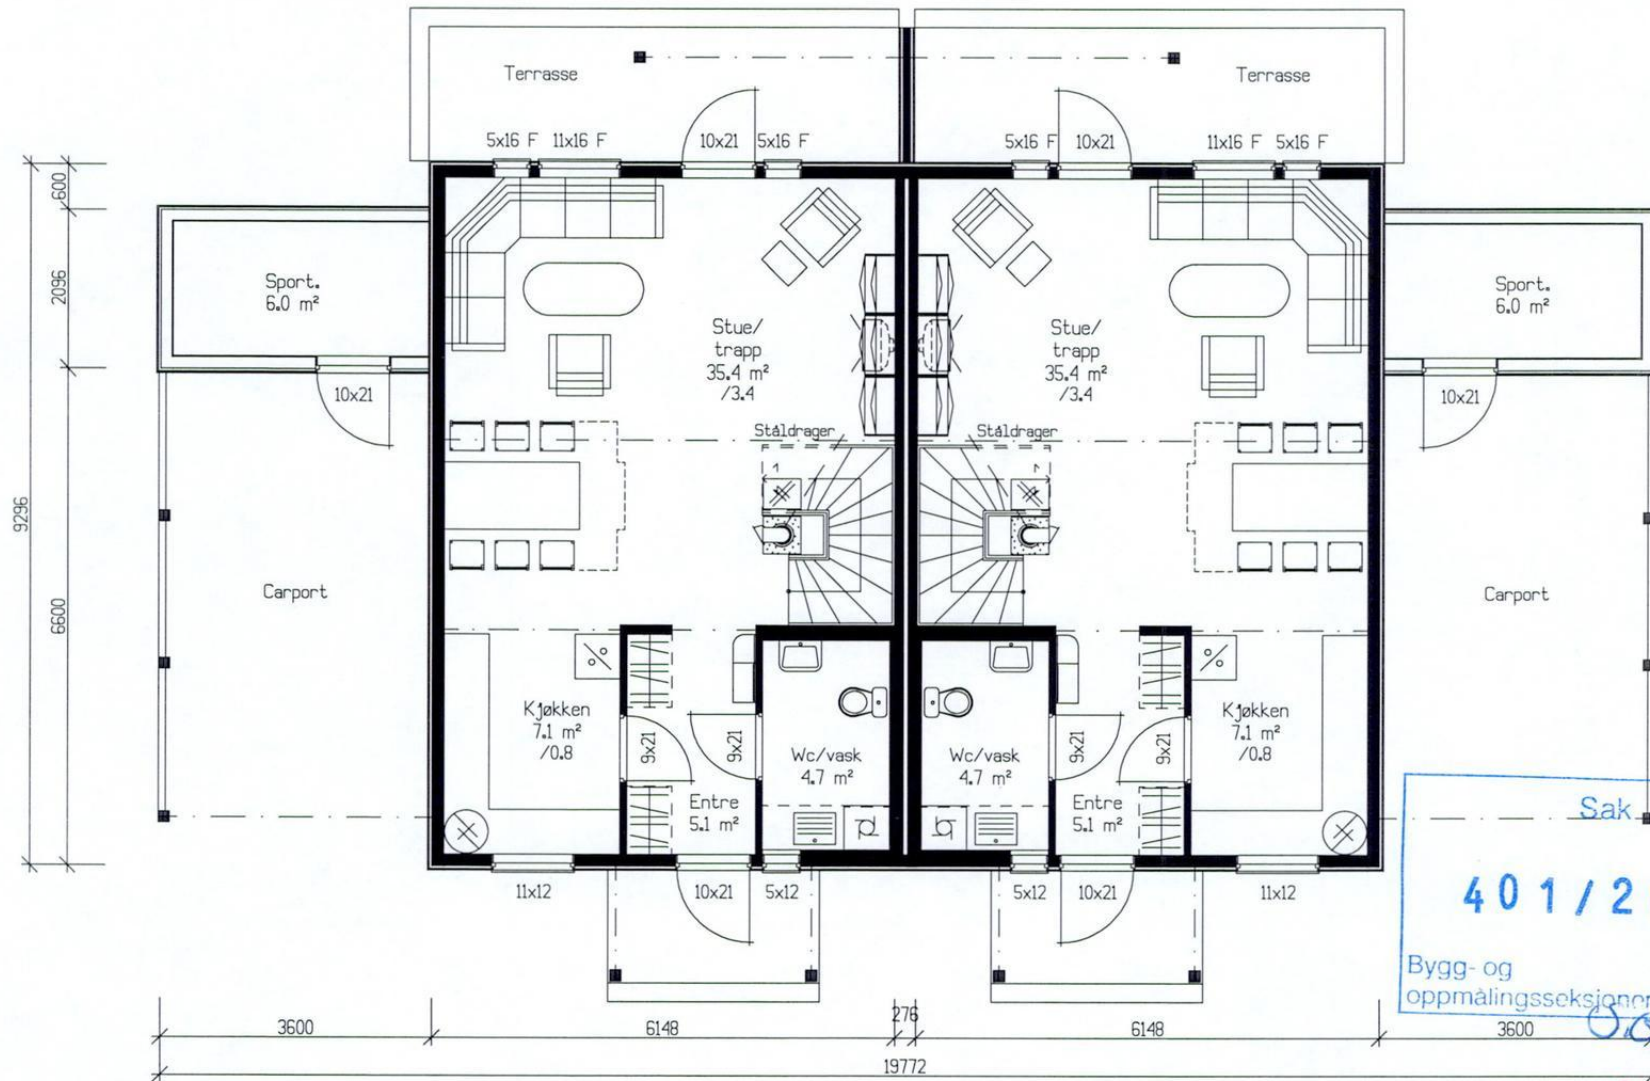 Terrasse
Terrasse
5x16 F
11x16 F
10x21
5x16 F
5x16 F
10x21
11x16 F
5x16 F
600
2096
6600
9296
Sport.
6.0 m²
10x21
Carport
Stue/
trapp
35.4 m²
/3.4
Ståldrager
Stue/
trapp
35.4 m²
/3.4
Ståldrager
Sport.
6.0 m²
10x21
Carport
Kjøkken
7.1 m²
/0.8
9x21
9x21
Entre
5.1 m²
Wc/vask
4.7 m²
Wc/vask
4.7 m²
9x21
9x21
Entre
5.1 m²
Kjøkken
7.1 m²
/0.8
11x12
10x21
5x12
5x12
10x21
11x12
Sak
401/2
Bygg- og
oppmålingsseksjonen
3600
6148
276
6148
3600
19772